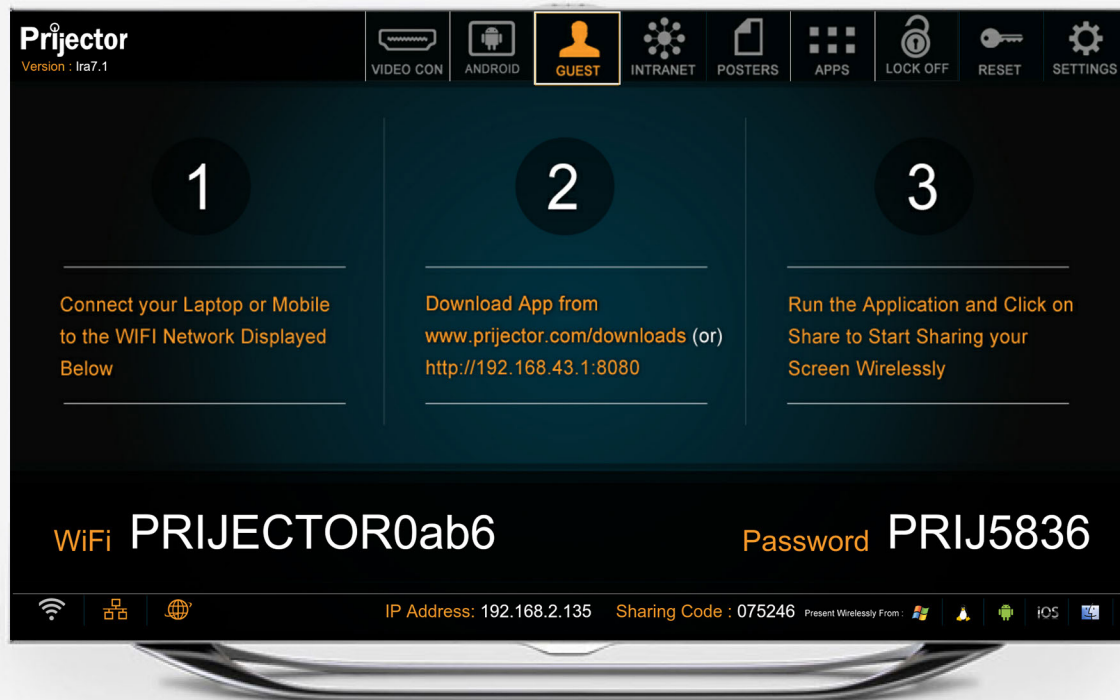 Prijector
Version : Ira7.1
VIDEO CON
ANDROID
GUEST
INTRANET
POSTERS
APPS
LOCK OFF
RESET
SETTINGS
1
Connect your Laptop or Mobile
to the WIFI Network Displayed
Below
2
Download App from
www.prijector.com/downloads (or)
http://192.168.43.1:8080
3
Run the Application and Click on
Share to Start Sharing your
Screen Wirelessly
WiFi PRIJECTOR0ab6
Password PRIJ5836
IP Address: 192.168.2.135 Sharing Code : 075246 Present Wirelessly From : iOS